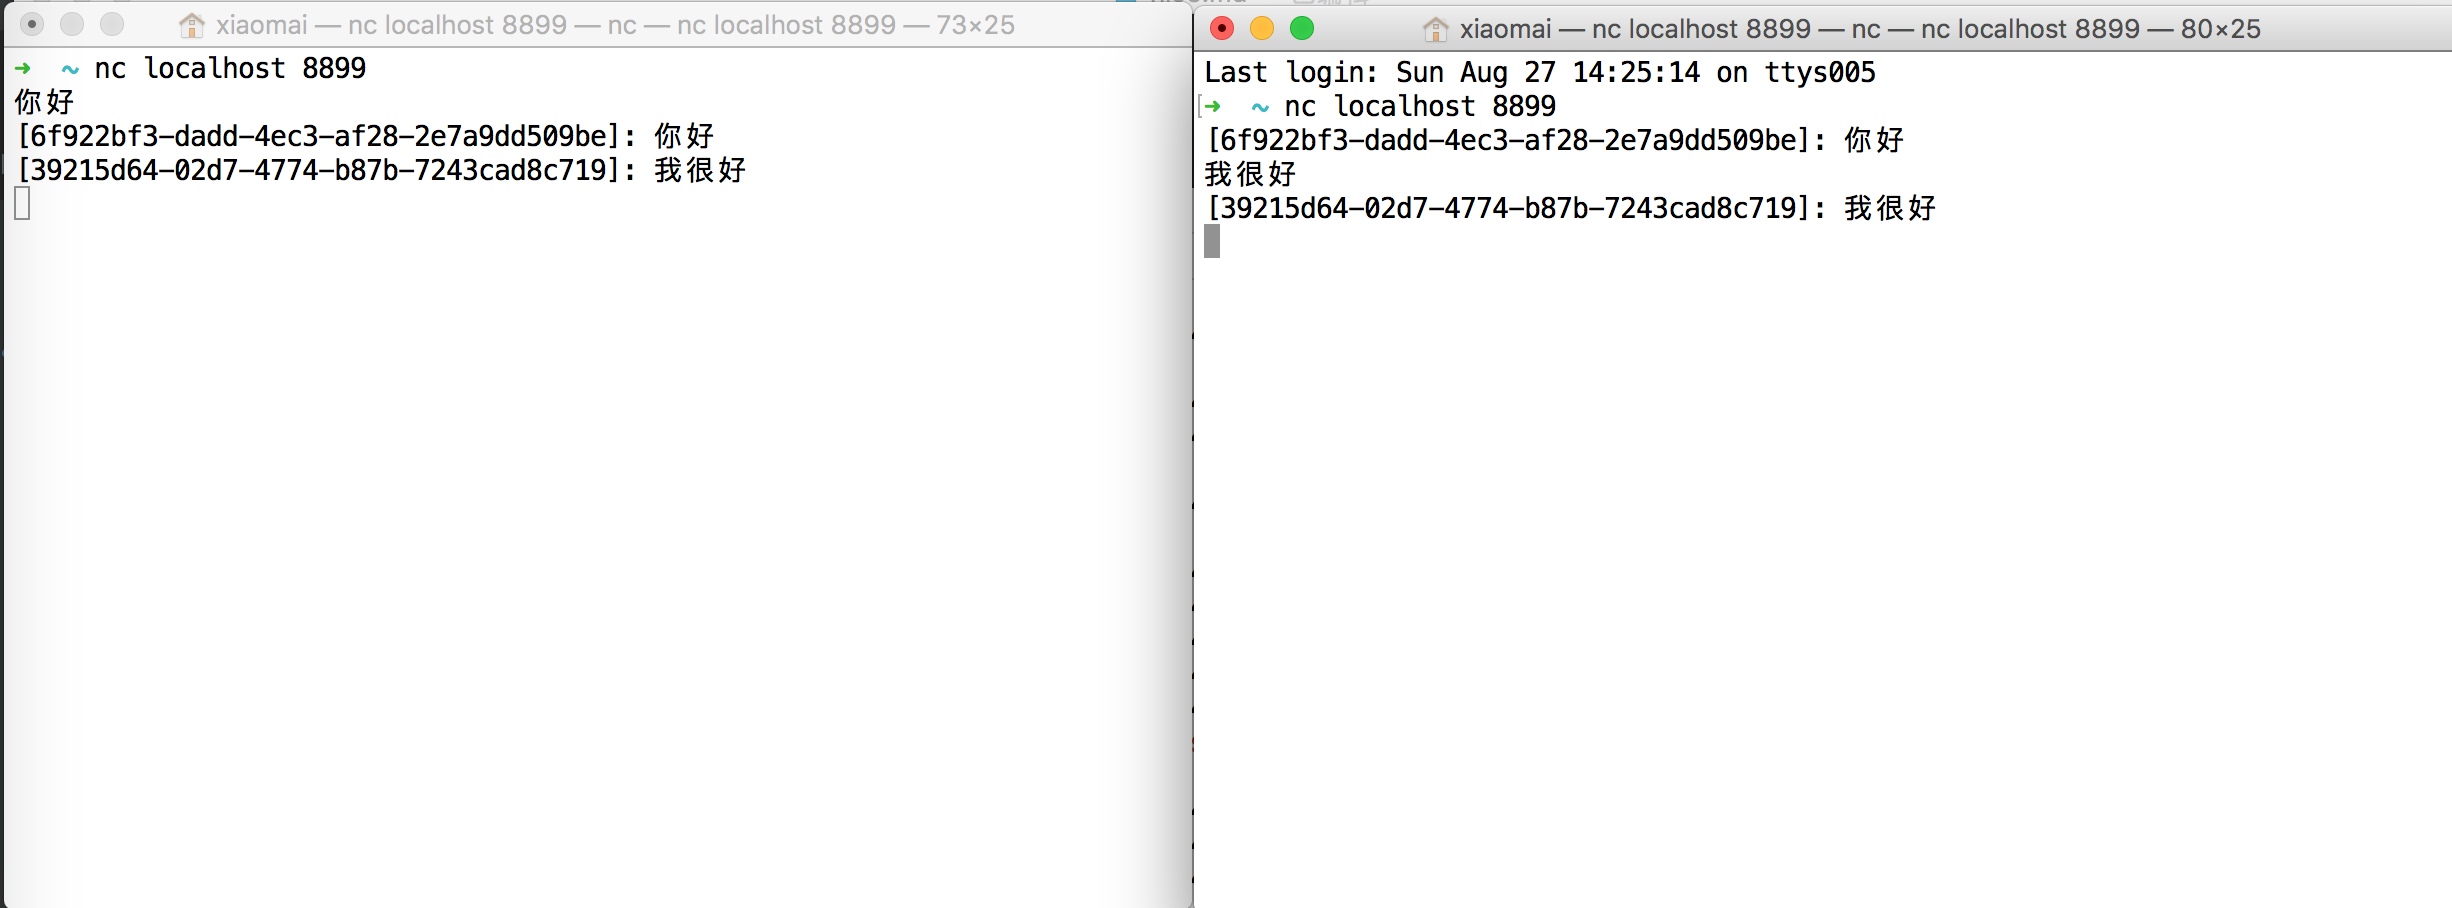 xiaomai — nc localhost 8899 — nc — nc localhost 8899 — 73×25
➜ ~ nc localhost 8899
你好
[6f922bf3-dadd-4ec3-af28-2e7a9dd509be]: 你好
[39215d64-02d7-4774-b87b-7243cad8c719]: 我很好
xiaomai — nc localhost 8899 — nc — nc localhost 8899 — 80×25
Last login: Sun Aug 27 14:25:14 on ttys005
[➜ ~ nc localhost 8899
[6f922bf3-dadd-4ec3-af28-2e7a9dd509be]: 你好
我很好
[39215d64-02d7-4774-b87b-7243cad8c719]: 我很好